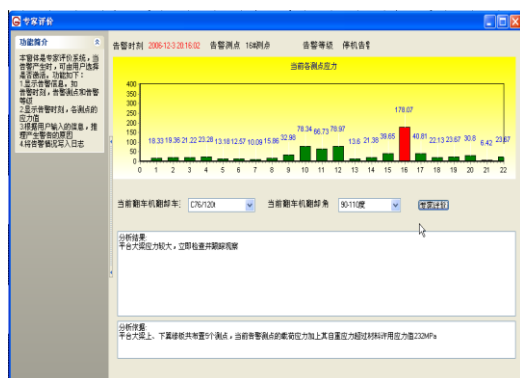 专家评价
功能简介
本窗体是专家评价系统，当
告警产生时，可由用户选择
是否激活。功能如下：
1.显示告警信息，如
告警时刻，告警测点和告警
等级
2.显示告警时刻，各测点的
应力值
3.根据用户输入的信息，推
理产生警告的原因
4.将告警情况写入日志
告警时刻 2006-12-3 20:16:02 告警测点 16#测点 告警等级 停机告警
当前各测点应力
400
350
300
250
200
150
100
50
0
18.33 19.36 21.22 23.28 13.18 12.57 10.09 15.86 32.98 78.34 66.73 78.97 13.6 21.38 39.65 178.07 40.81 22.13 23.67 30.8 6.42 23.67
0 1 2 3 4 5 6 7 8 9 10 11 12 13 14 15 16 17 18 19 20 21 22
当前翻车机翻卸车: C76/120t 当前翻车机翻卸角 90-110度 专家评价
分析结果:
平台大梁应力较大，立即检查并跟踪观察
分析依据:
平台大梁上、下翼缘板共布置5个测点，当前告警测点的载荷应力加上其自重应力超过材料许用应力值232MPa